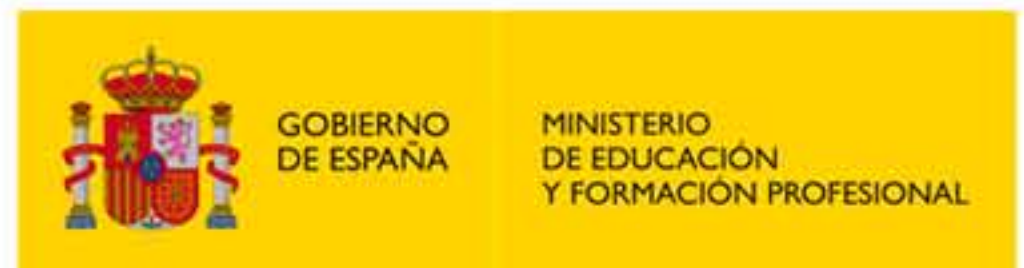 GOBIERNO
DE ESPAÑA
MINISTERIO
DE EDUCACIÓN
Y FORMACIÓN PROFESIONAL